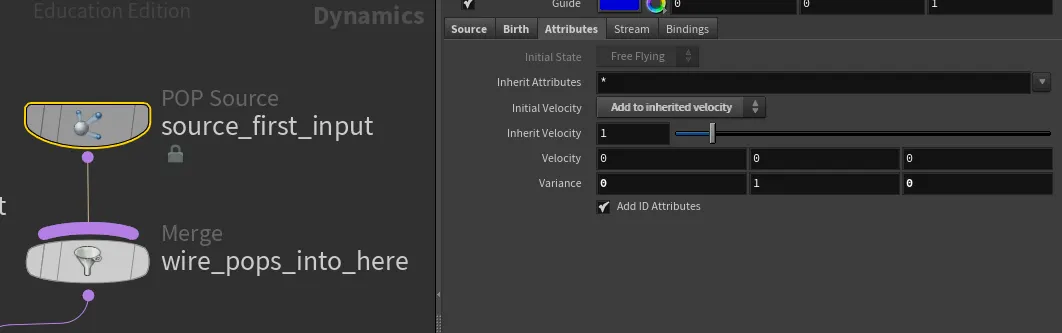 Education Edition
Dynamics
POP Source
source_first_input
Merge
wire_pops_into_here
t
Guide 0 0 1
Source Birth Attributes Stream Bindings
Initial State Free Flying
Inherit Attributes *
Initial Velocity Add to inherited velocity
Inherit Velocity 1
Velocity 0 0 0
Variance 0 1 0
Add ID Attributes